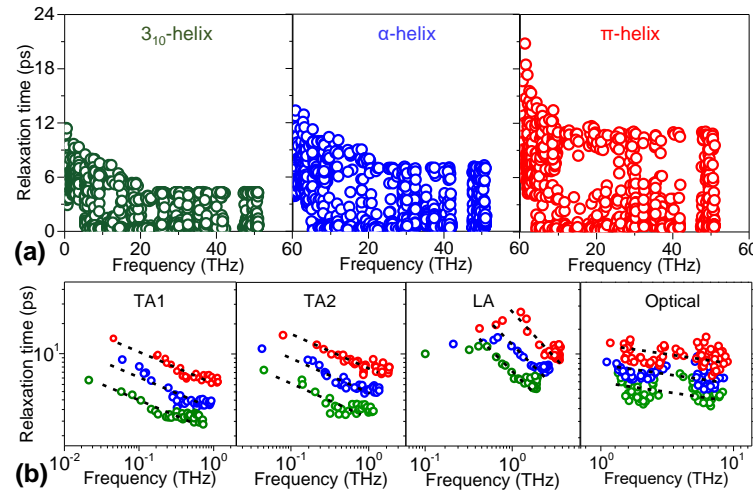 3₁₀-helix α-helix π-helix
Relaxation time (ps)
24
18
12
6
0
0 20 40 60 20 40 60 20 40 60
(a) Frequency (THz) Frequency (THz) Frequency (THz)
TA1 TA2 LA Optical
Relaxation time (ps)
10¹
10⁻² 10⁻¹ 10⁰ 10⁻¹ 10⁰ 10⁻¹ 10⁰ 10⁰ 10¹
(b) Frequency (THz) Frequency (THz) Frequency (THz) Frequency (THz)